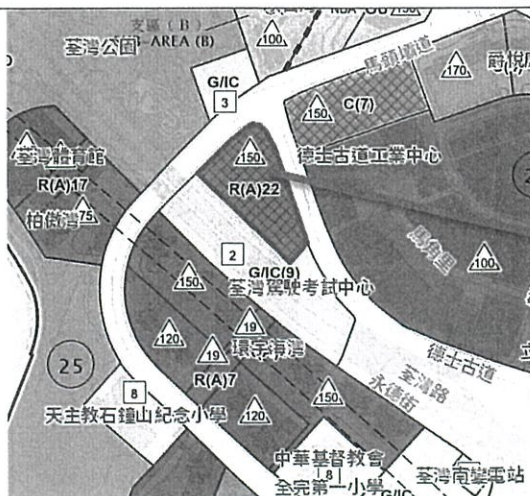 支區 ( B )
SUB-AREA (B)
荃灣公園
100
150
馬頭壩道
170
G/IC
3
150
C(7)
德士古道工業中心
150
R(A)22
荃灣體育館
R(A)17
75
柏傲灣
馬角里
100
2
G/IC(9)
荃灣駕駛考試中心
150
120
19
環宇海灣
19
R(A)7
120
150
德士古道
荃灣路
永德街
25
8
天主教石鐘山紀念小學
中華基督教會
8
全完第一小學
荃灣南變電站
G/IC